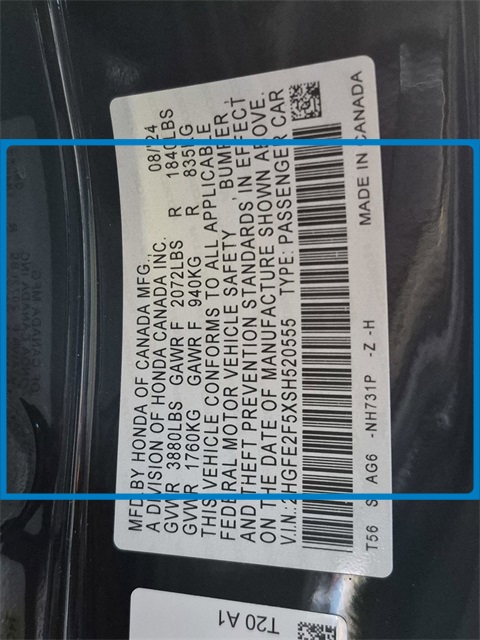 MFD. BY HONDA OF CANADA MFG.,
A DIVISION OF HONDA CANADA INC. 08/24
GVWR 3880LBS GAWR F 2072LBS R 1840LBS
GVWR 1760KG GAWR F 940KG R 835KG
THIS VEHICLE CONFORMS TO ALL APPLICABLE
FEDERAL MOTOR VEHICLE SAFETY , BUMPER,
AND THEFT PREVENTION STANDARDS IN EFFECT
ON THE DATE OF MANUFACTURE SHOWN ABOVE.
V.I.N.: 2HGFE2F5XSH520555 TYPE: PASSENGER CAR
T56 S AG6 -NH731P -Z -H MADE IN CANADA
T20 A1